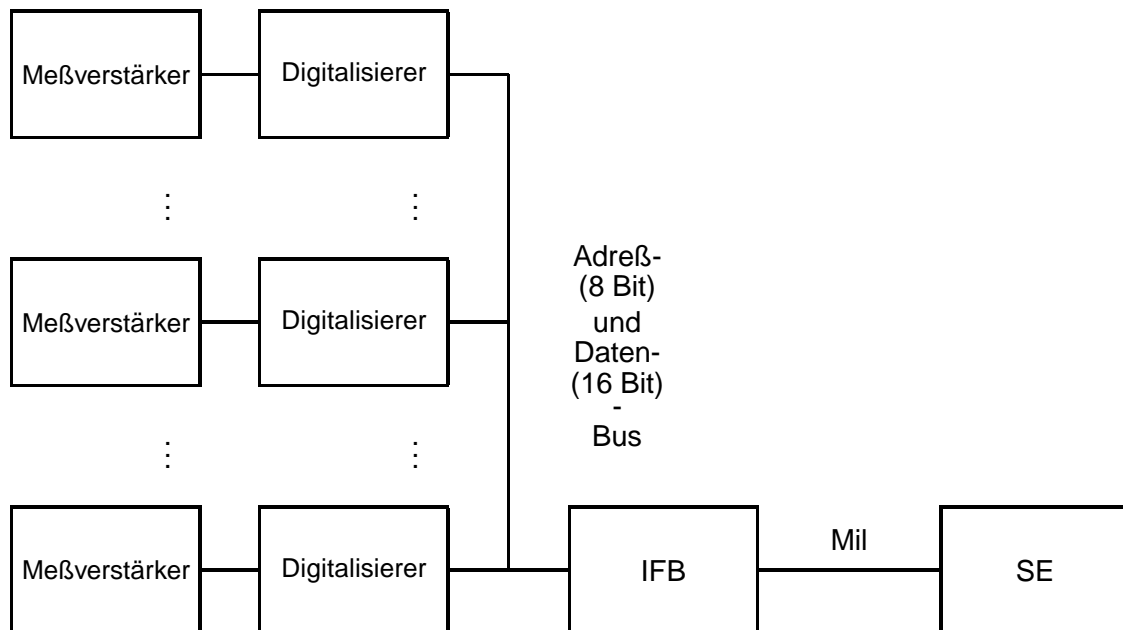 Meßverstärker
Digitalisierer
Meßverstärker
Digitalisierer
Adreß-
(8 Bit)
und
Daten-
(16 Bit)
-
Bus
Meßverstärker
Digitalisierer
IFB
Mil
SE